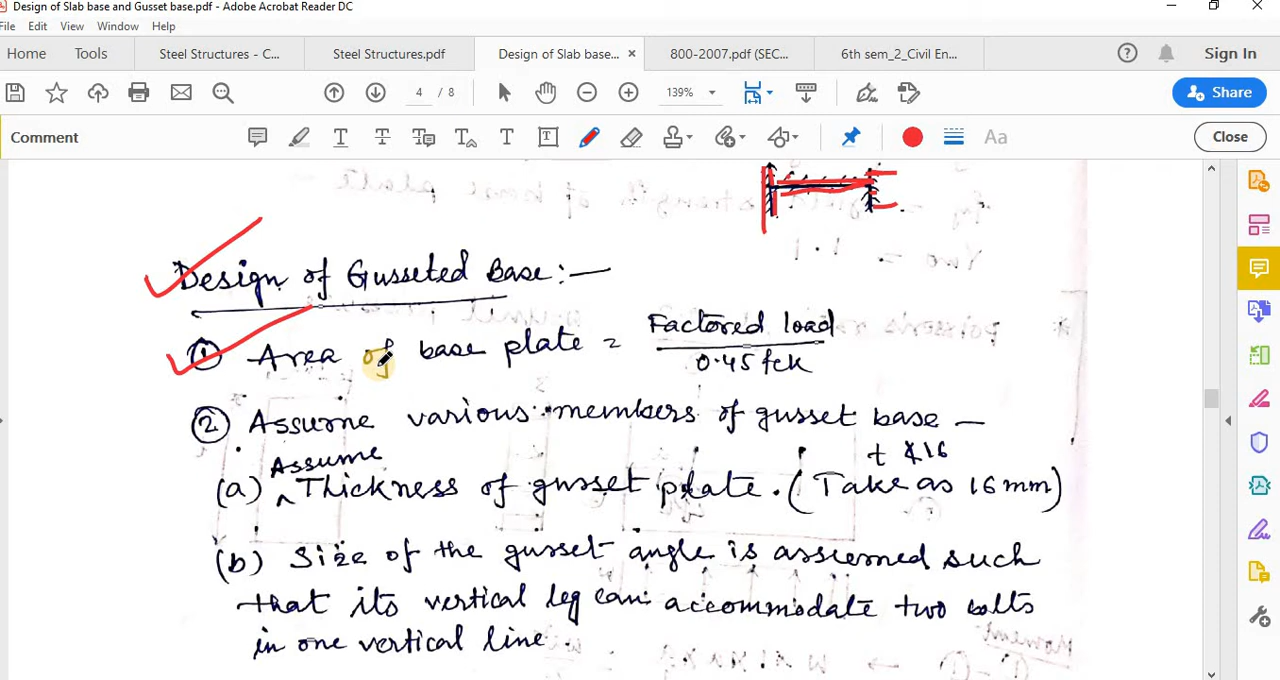 Design of Slab base and Gusset base.pdf - Adobe Acrobat Reader DC
File Edit View Window Help
Home Tools Steel Structures - C... Steel Structures.pdf Design of Slab base... × 800-2007.pdf (SEC... 6th sem_2_Civil En... Sign In
4 / 8 139% Share
Comment Aa Close
Design of Gusseted Base:—
① Area of base plate = Factored load
0.45 fck
② Assume various members of gusset base —
Assume t ≮ 16
(a) ^ Thickness of gusset plate. (Take as 16 mm)
(b) Size of the gusset angle is assumed such
that its vertical leg can accommodate two bolts
in one vertical line.